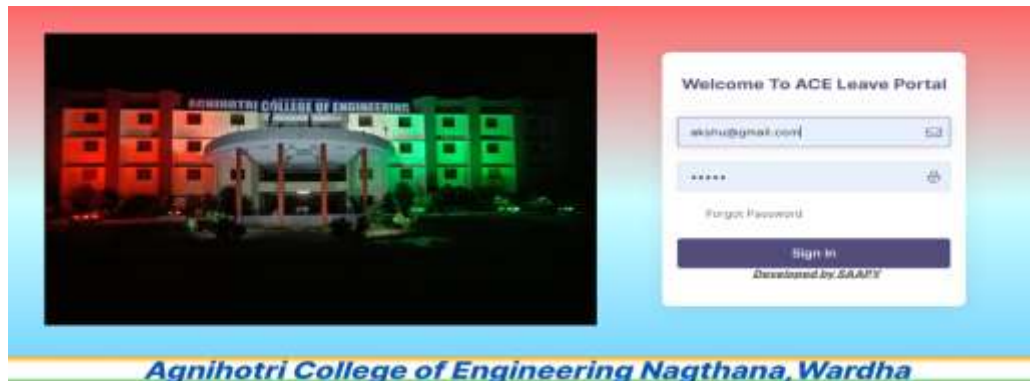 AGNIHOTRI COLLEGE OF ENGINEERING
Welcome To ACE Leave Portal
akshu@gmail.com
•••••
Forgot Password
Sign In
Developed by SAAPY
Agnihotri College of Engineering Nagthana,Wardha